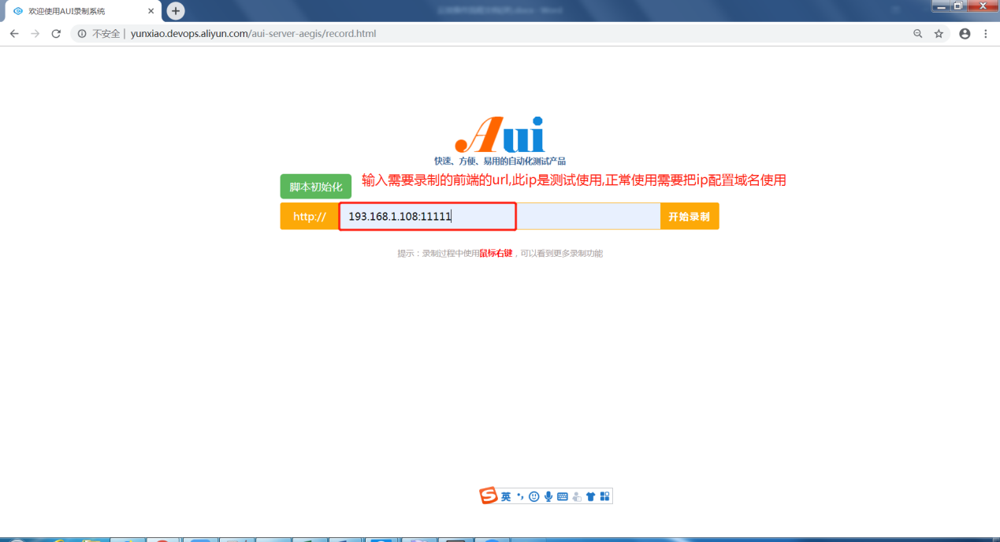 欢迎使用AUI录制系统
不安全 | yunxiao.devops.aliyun.com/aui-server-aegis/record.html
Aui
快速、方便、易用的自动化测试产品
脚本初始化
输入需要录制的前端的url,此ip是测试使用,正常使用需要把ip配置域名使用
http://
193.168.1.108:11111
开始录制
提示：录制过程中使用鼠标右键，可以看到更多录制功能
S 英